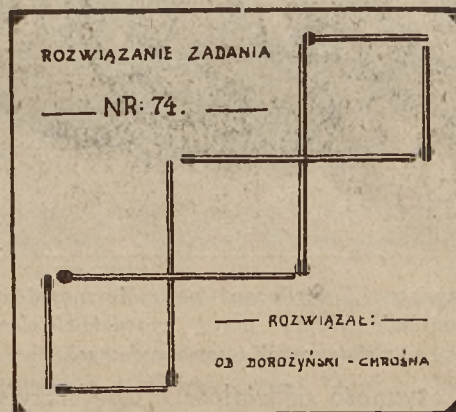 ROZWIĄZANIE ZADANIA
NR: 74.
ROZWIĄZAŁ:
OB DOROŻYŃSKI - CHROŚNA